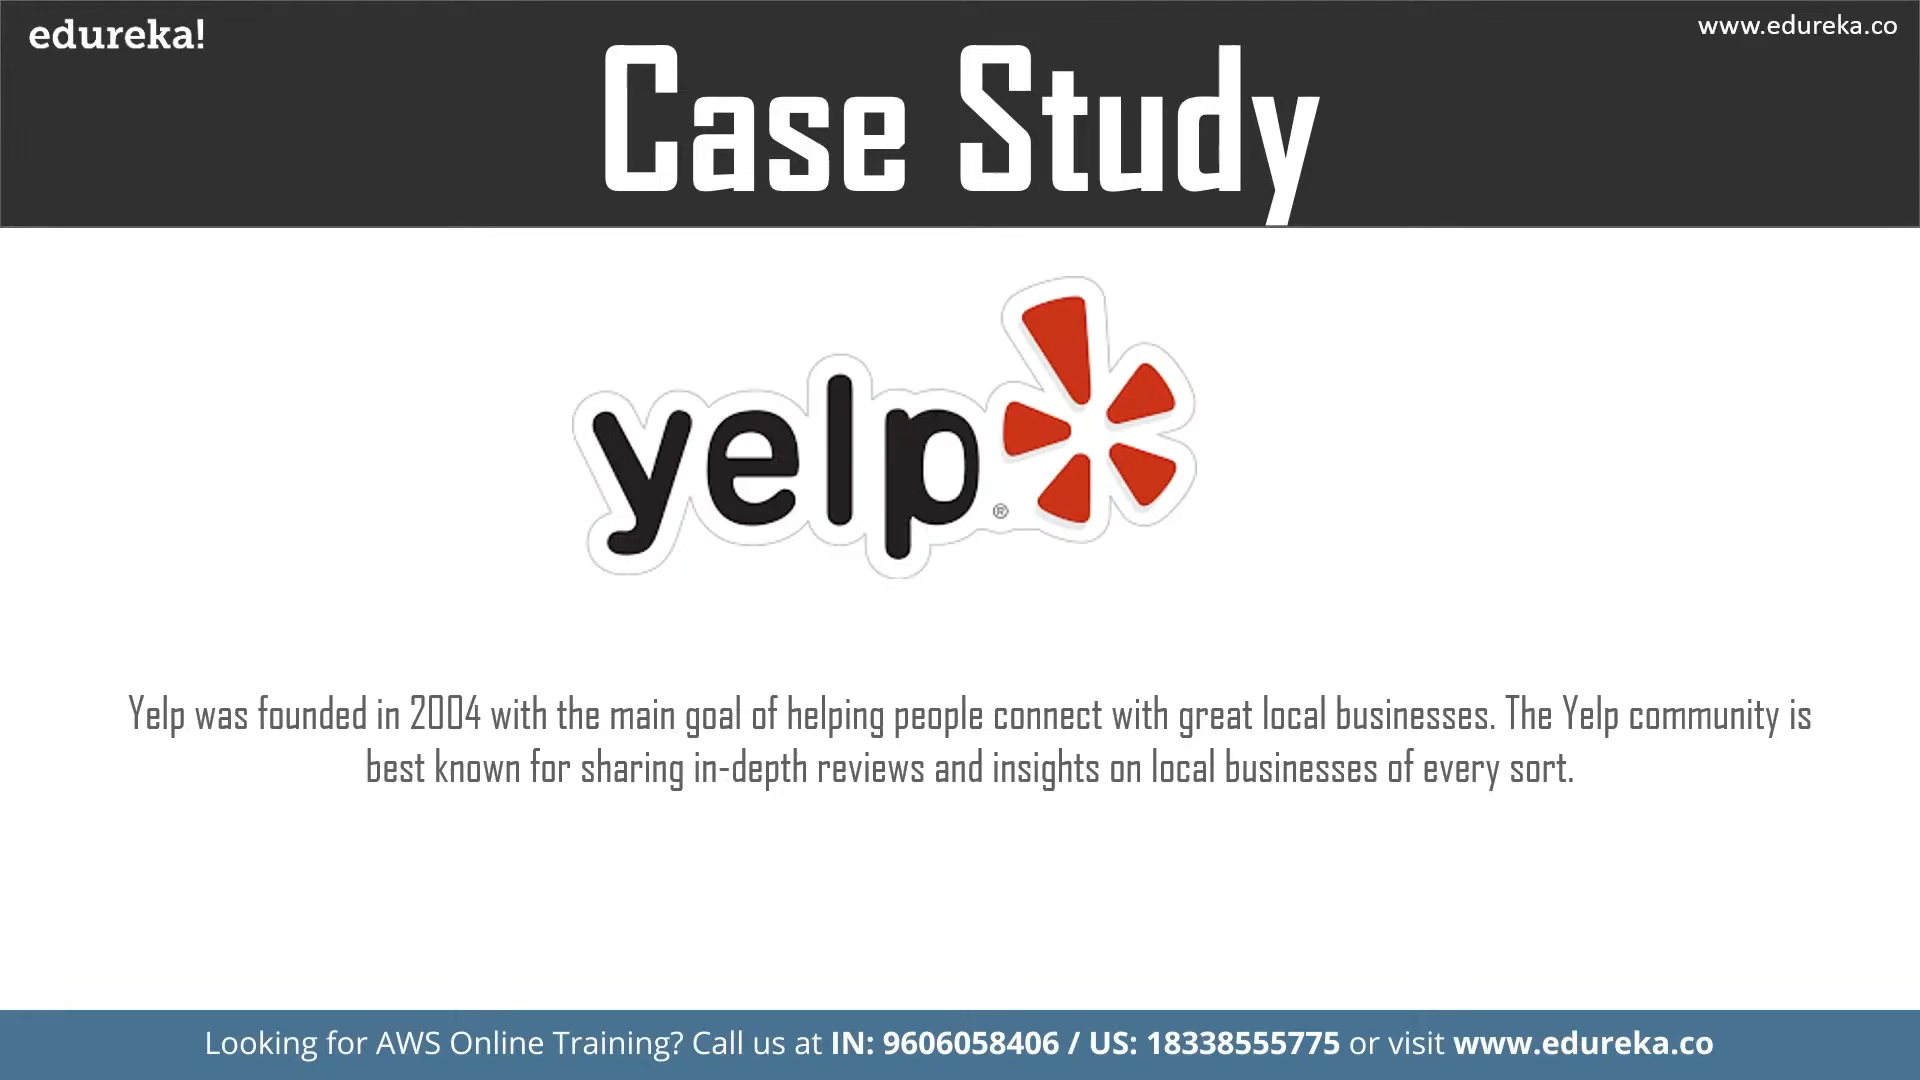 edureka!
www.edureka.co
Case Study
yelp®
Yelp was founded in 2004 with the main goal of helping people connect with great local businesses. The Yelp community is
best known for sharing in-depth reviews and insights on local businesses of every sort.
Looking for AWS Online Training? Call us at IN: 9606058406 / US: 18338555775 or visit www.edureka.co